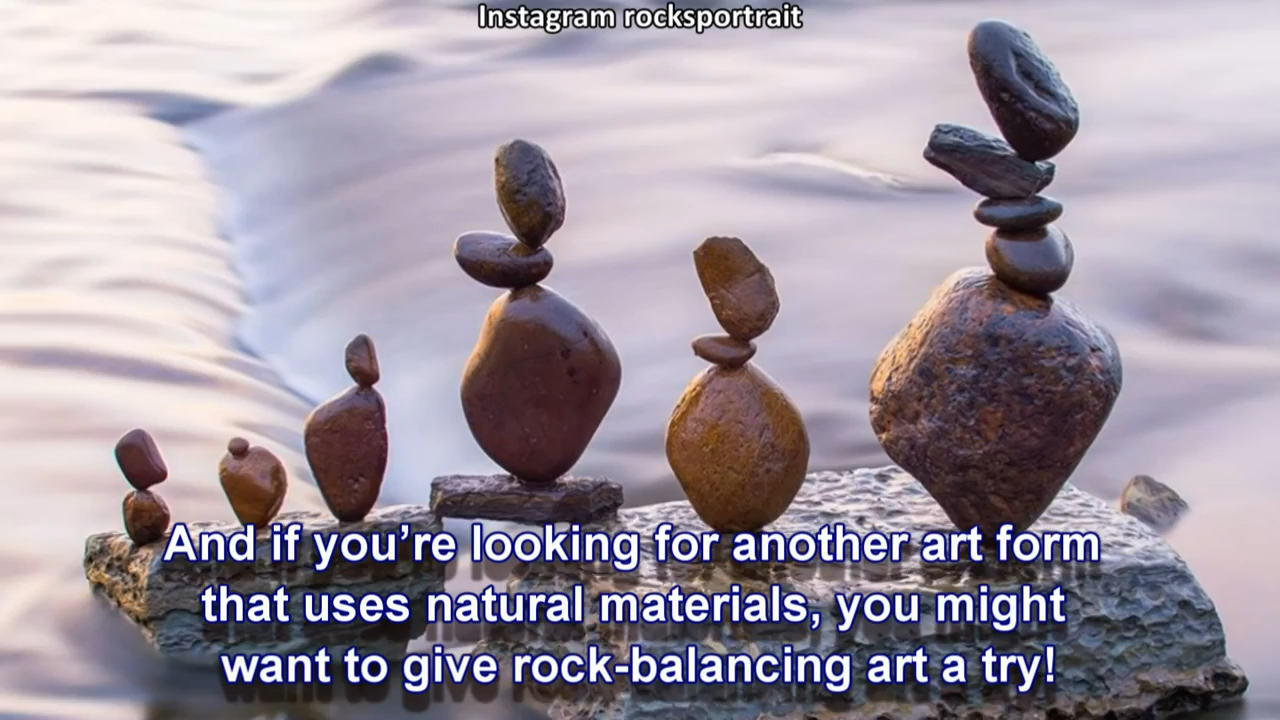 Instagram rocksportrait
And if you’re looking for another art form
that uses natural materials, you might
want to give rock-balancing art a try!